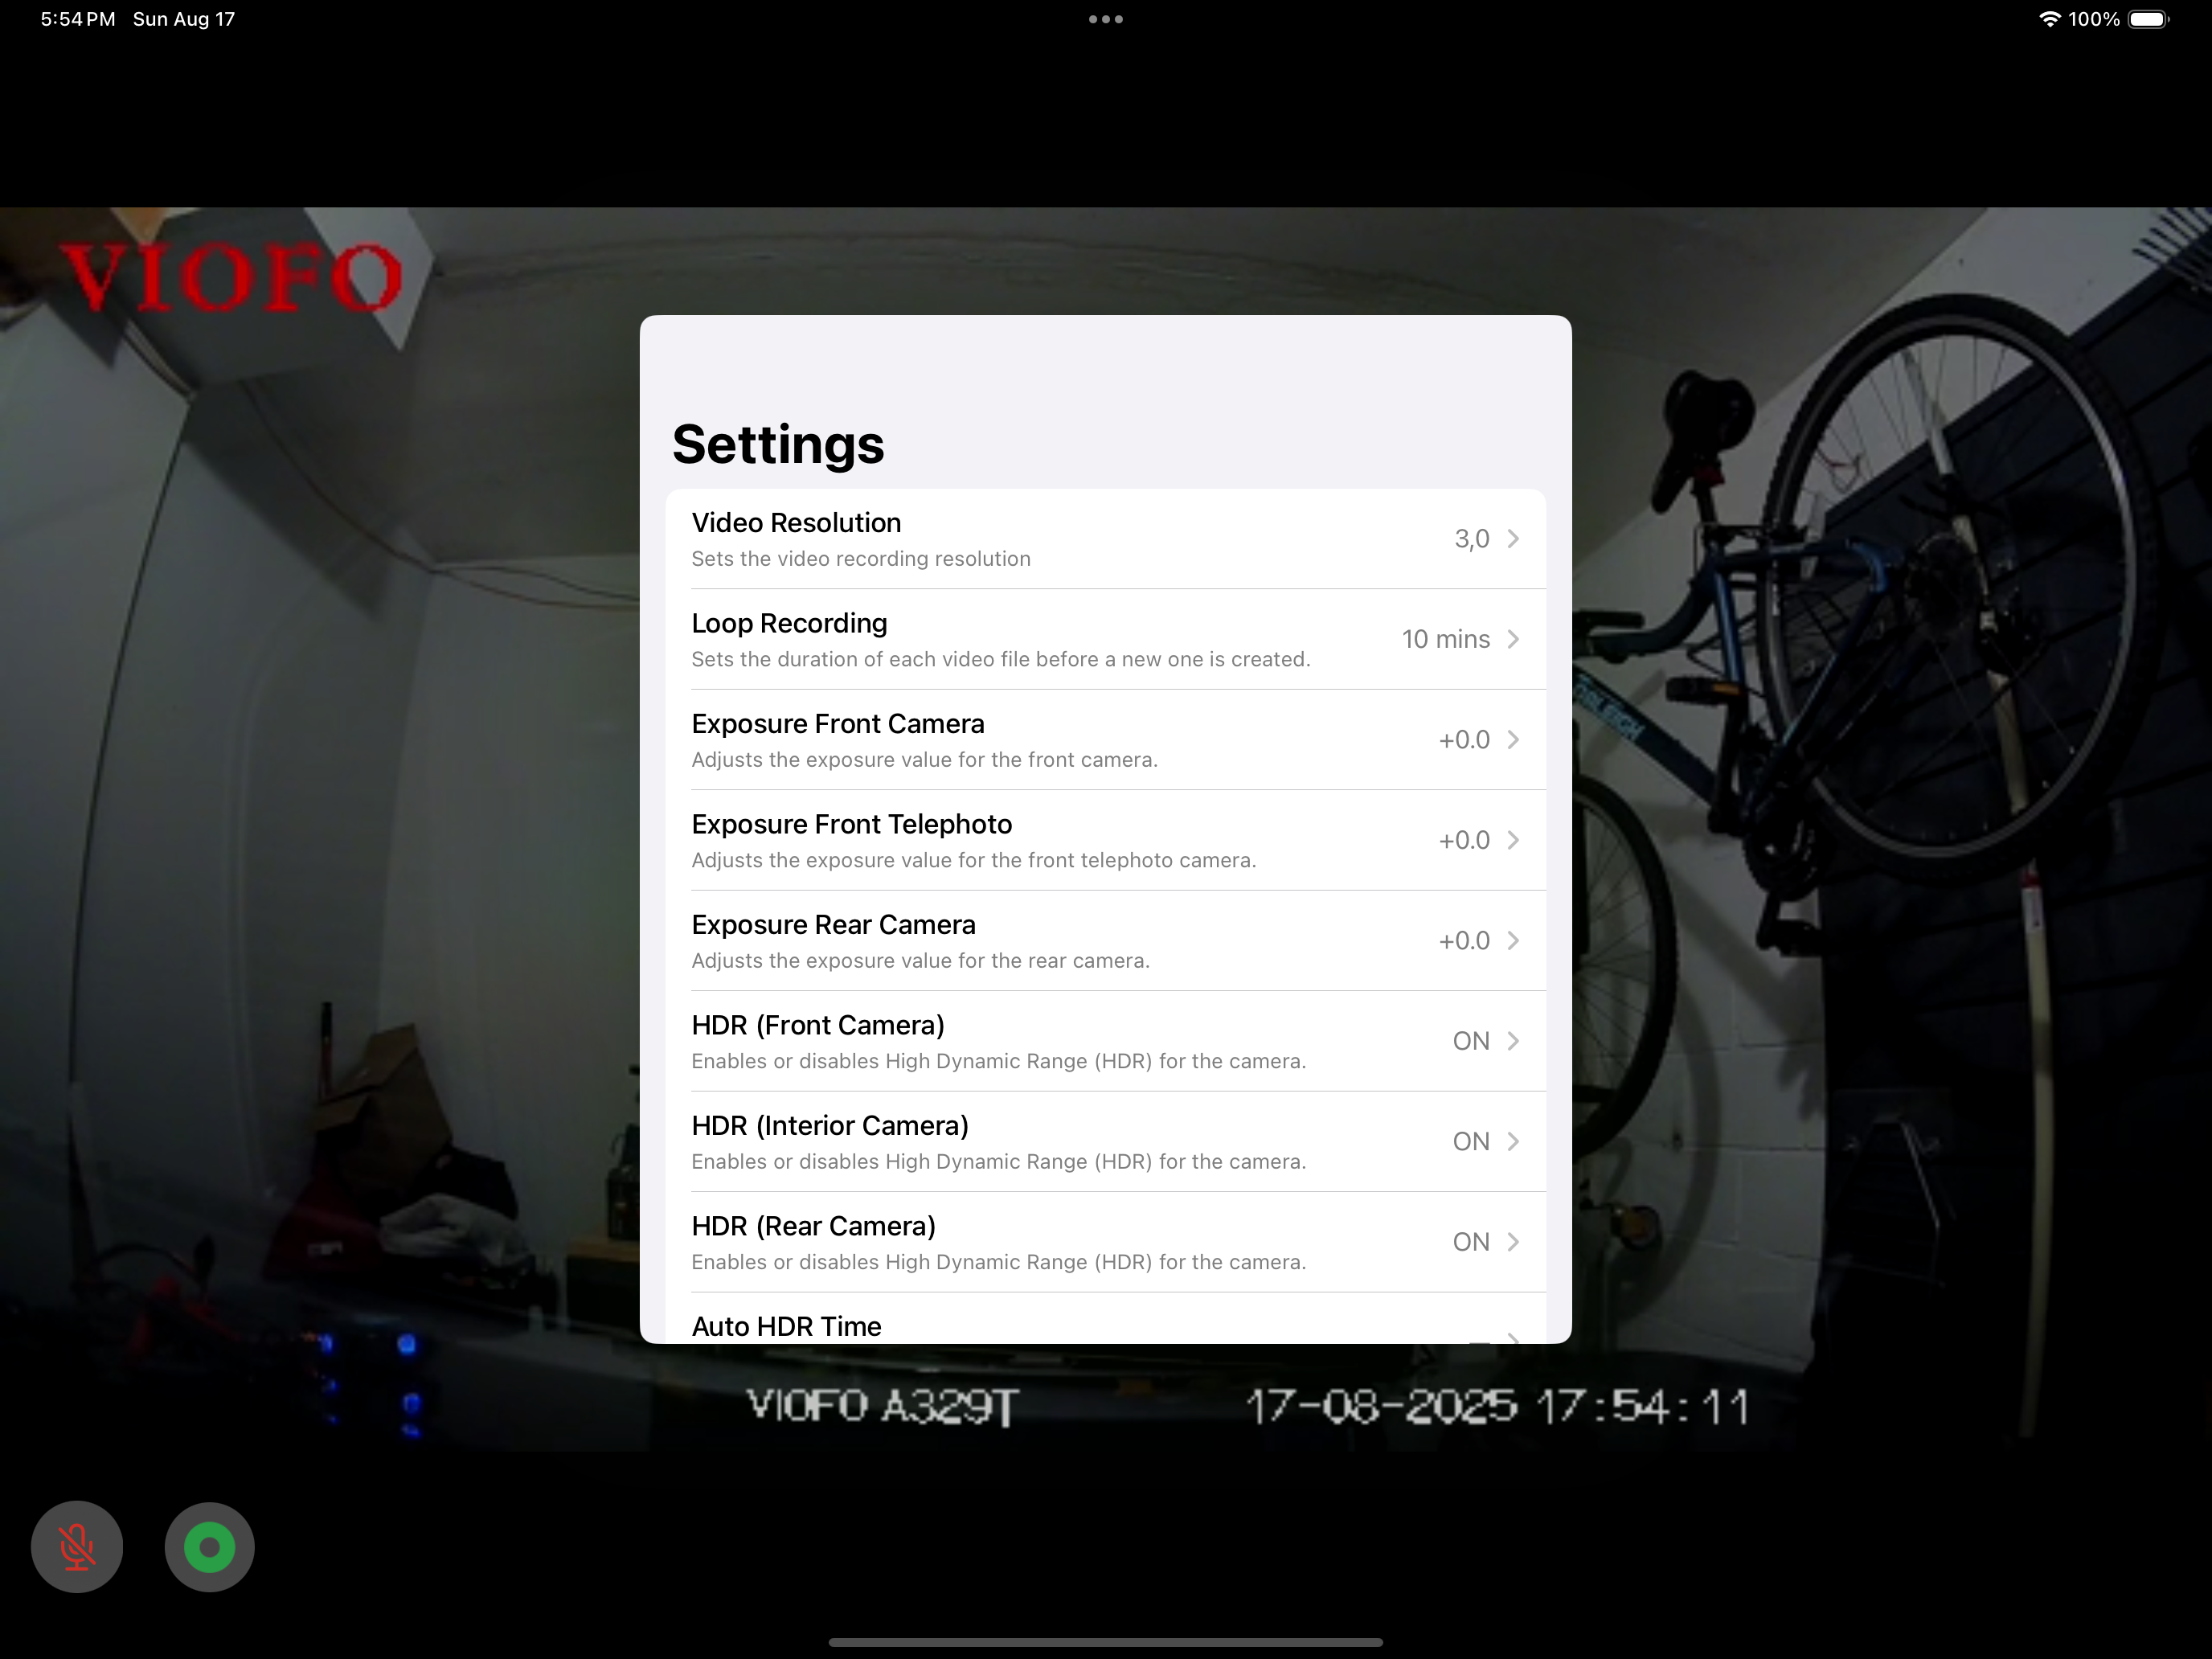 5:54 PM Sun Aug 17
100%
VIOFO
Settings
Video Resolution
3,0
Sets the video recording resolution
Loop Recording
10 mins
Sets the duration of each video file before a new one is created.
Exposure Front Camera
+0.0
Adjusts the exposure value for the front camera.
Exposure Front Telephoto
+0.0
Adjusts the exposure value for the front telephoto camera.
Exposure Rear Camera
+0.0
Adjusts the exposure value for the rear camera.
HDR (Front Camera)
ON
Enables or disables High Dynamic Range (HDR) for the camera.
HDR (Interior Camera)
ON
Enables or disables High Dynamic Range (HDR) for the camera.
HDR (Rear Camera)
ON
Enables or disables High Dynamic Range (HDR) for the camera.
Auto HDR Time
VIOFO A329T
17-08-2025 17:54:11